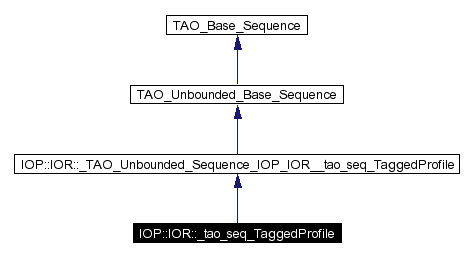 TAO_Base_Sequence
TAO_Unbounded_Base_Sequence
IOP::IOR::_TAO_Unbounded_Sequence_IOP_IOR__tao_seq_TaggedProfile
IOP::IOR::_tao_seq_TaggedProfile